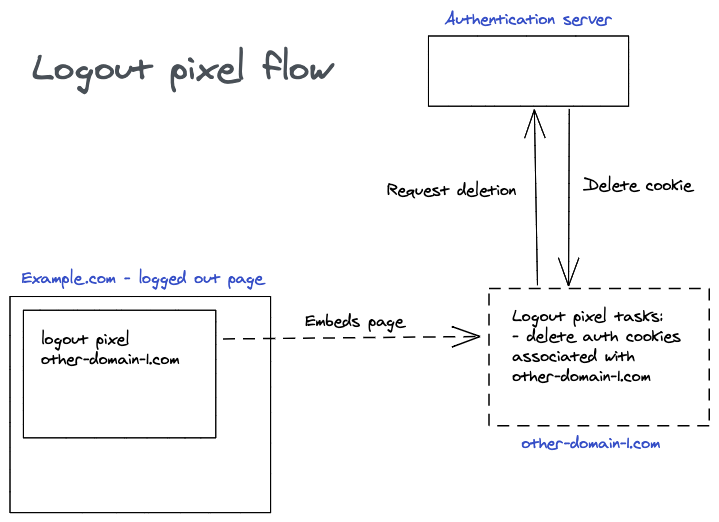 Authentication server
Logout pixel flow
Request deletion
Delete cookie
Example.com - logged out page
logout pixel
other-domain-1.com
Embeds page
Logout pixel tasks:
- delete auth cookies
associated with
other-domain-1.com
other-domain-1.com